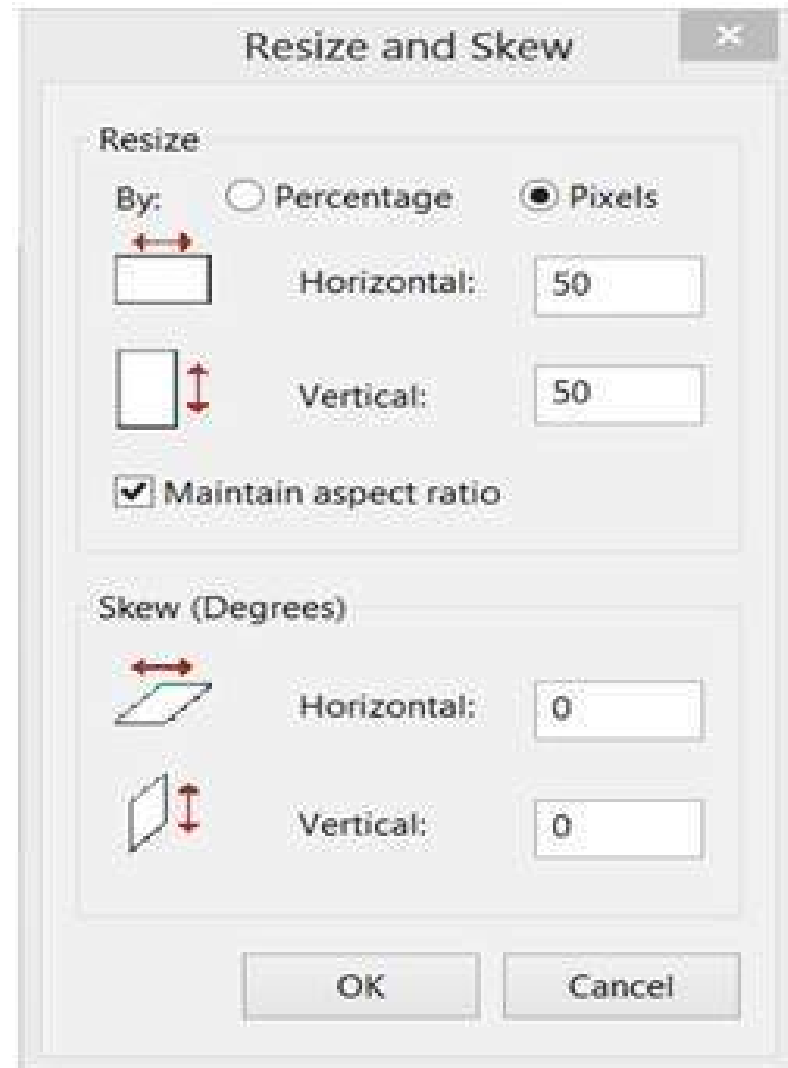 Resize and Skew
Resize
By: Percentage Pixels
Horizontal: 50
Vertical: 50
Maintain aspect ratio
Skew (Degrees)
Horizontal: 0
Vertical: 0
OK Cancel